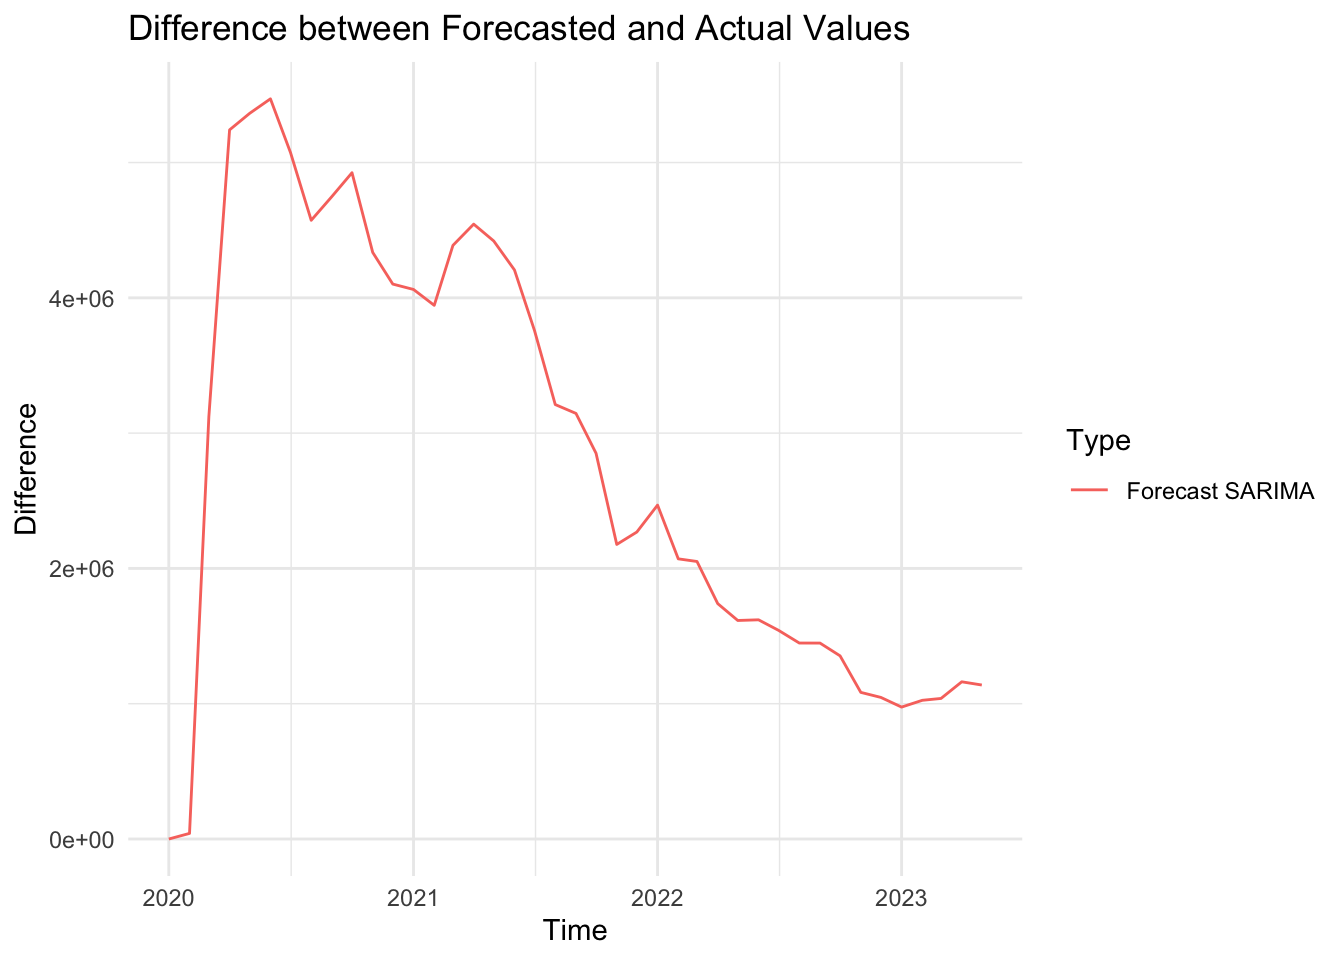 Difference between Forecasted and Actual Values
Difference
4e+06
2e+06
0e+00
2020
2021
2022
2023
Time
Type
Forecast SARIMA